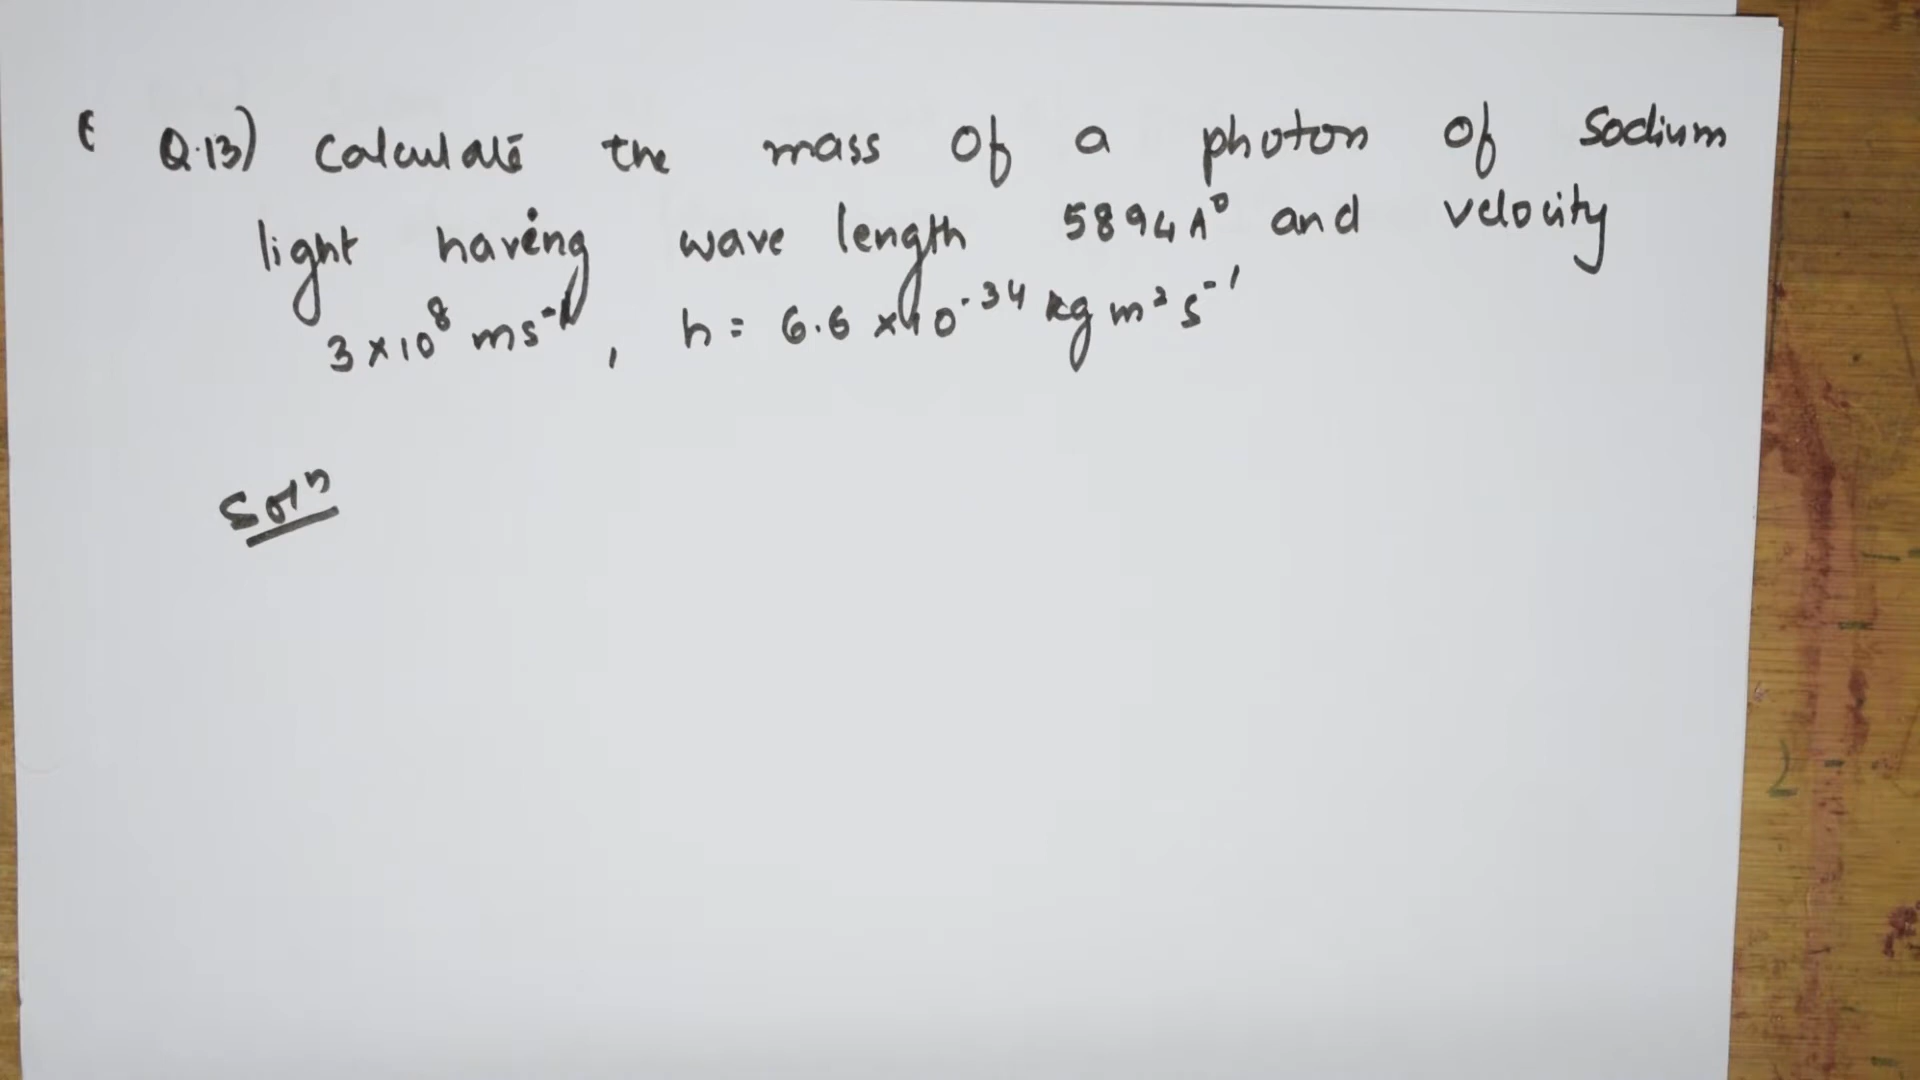 Q.13) Calculate the mass of a photon of Sodium
light having wave length 5894A⁰ and velocity
3×10⁸ ms⁻¹, h = 6.6 ×10⁻³⁴ kg m² s⁻¹
Solⁿ